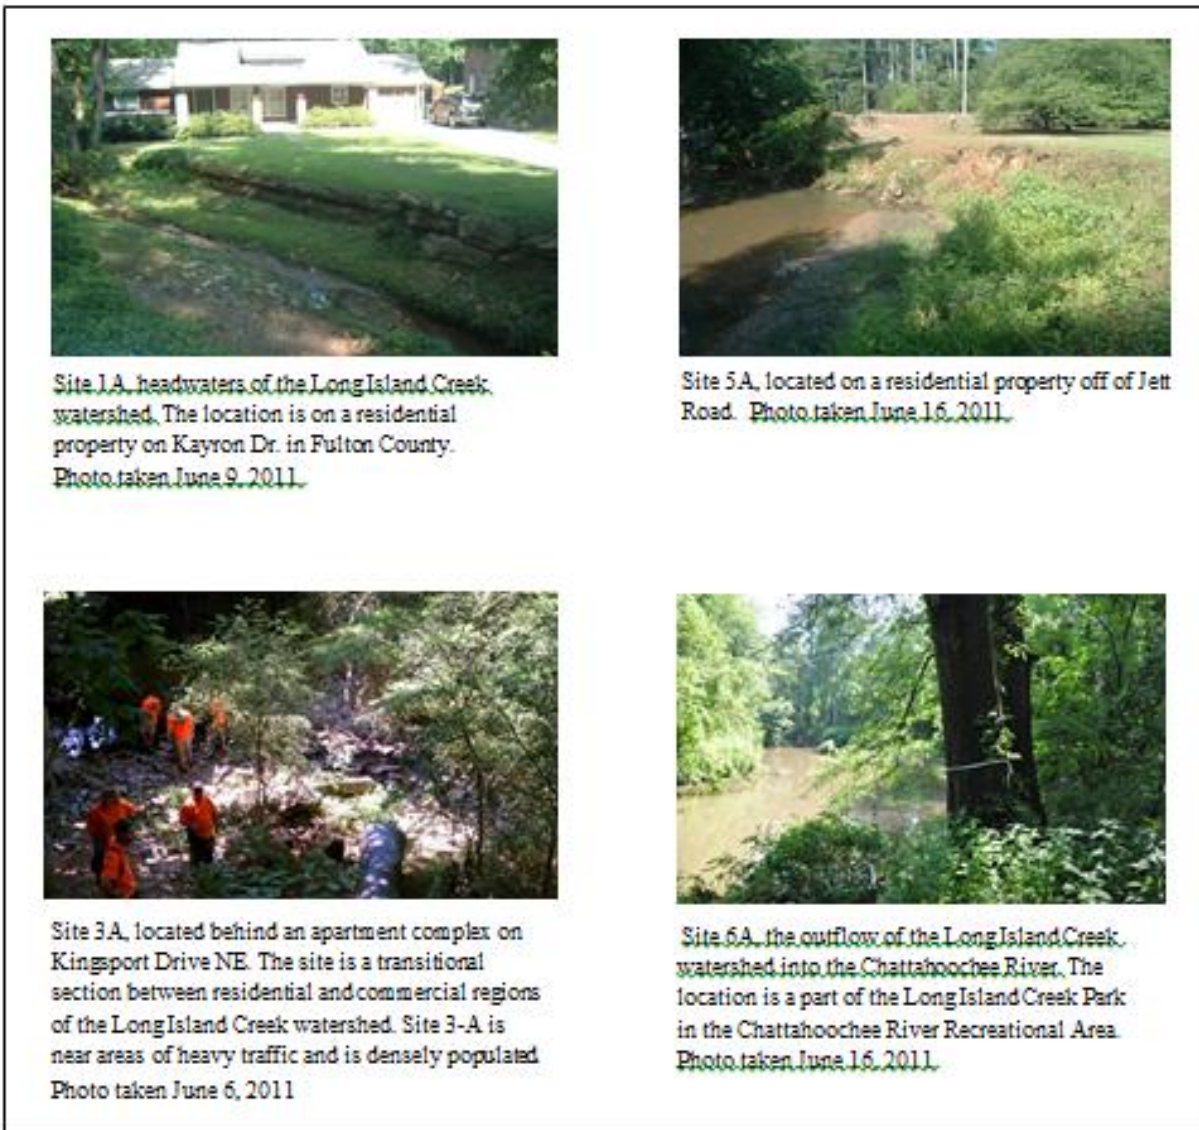 Site 1A, headwaters of the Long Island Creek
watershed. The location is on a residential
property on Kayron Dr. in Fulton County.
Photo taken June 9, 2011.
Site 5A, located on a residential property off of Jett
Road. Photo taken June 16, 2011.
Site 3A, located behind an apartment complex on
Kingsport Drive NE. The site is a transitional
section between residential and commercial regions
of the Long Island Creek watershed. Site 3-A is
near areas of heavy traffic and is densely populated
Photo taken June 6, 2011
Site 6A, the outflow of the Long Island Creek
watershed into the Chattahoochee River. The
location is a part of the Long Island Creek Park
in the Chattahoochee River Recreational Area.
Photo taken June 16, 2011.